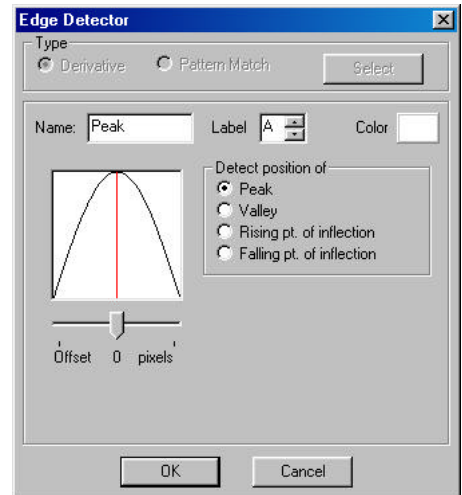 Edge Detector
Type
Derivative Pattern Match Select
Name: Peak Label A Color
Detect position of
Peak
Valley
Rising pt. of inflection
Falling pt. of inflection
Offset 0 pixels
OK Cancel